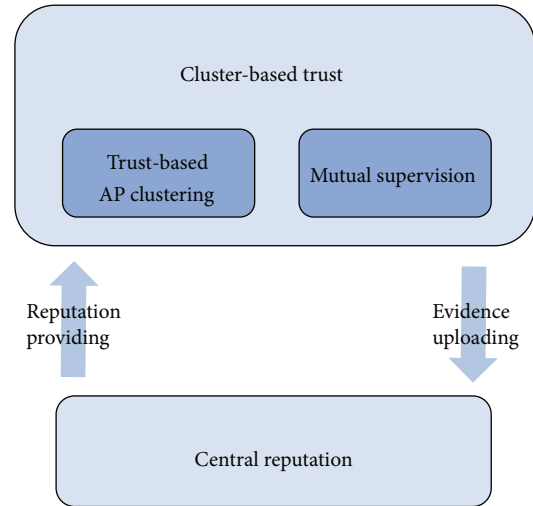 Cluster-based trust
Trust-based
AP clustering
Mutual supervision
Reputation
providing
Evidence
uploading
Central reputation